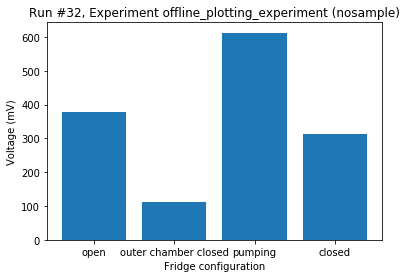 Run #32, Experiment offline_plotting_experiment (nosample)
600
500
400
300
200
100
0
Voltage (mV)
open
outer chamber closed
pumping
closed
Fridge configuration